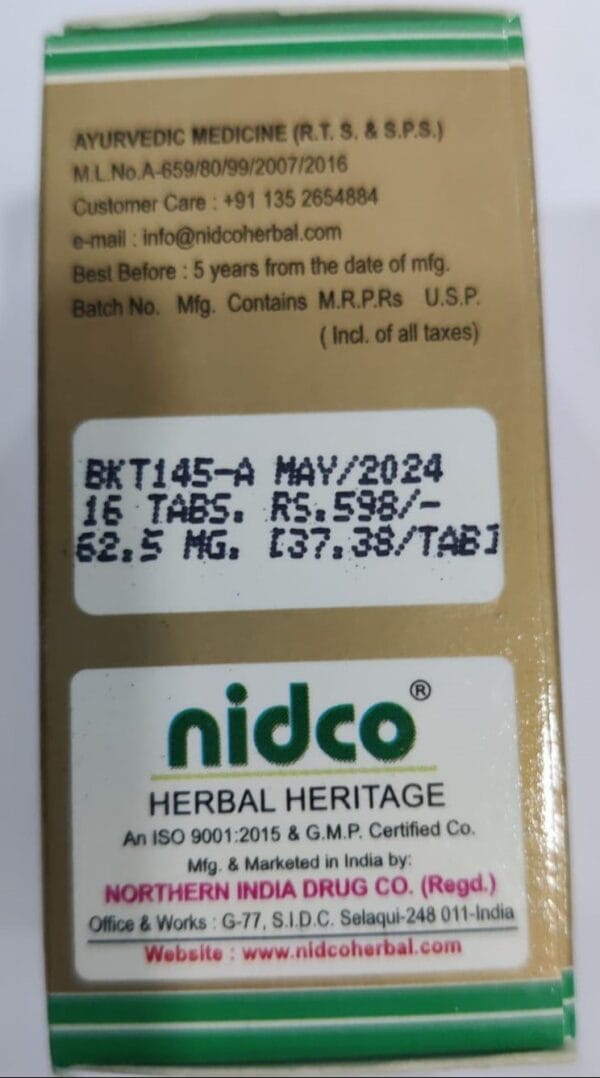 AYURVEDIC MEDICINE (R.T. S. & S.P.S.)
M.L.No.A-659/80/99/2007/2016
Customer Care : +91 135 2654884
e-mail : info@nidcoherbal.com
Best Before : 5 years from the date of mfg.
Batch No. Mfg. Contains M.R.P.Rs U.S.P.
( Incl. of all taxes)
BKT145-A MAY/2024
16 TABS. RS.598/-
62.5 MG. [37.38/TAB]
nidco®
HERBAL HERITAGE
An ISO 9001:2015 & G.M.P. Certified Co.
Mfg. & Marketed in India by:
NORTHERN INDIA DRUG CO. (Regd.)
Office & Works : G-77, S.I.D.C. Selaqui-248 011-India
Website : www.nidcoherbal.com